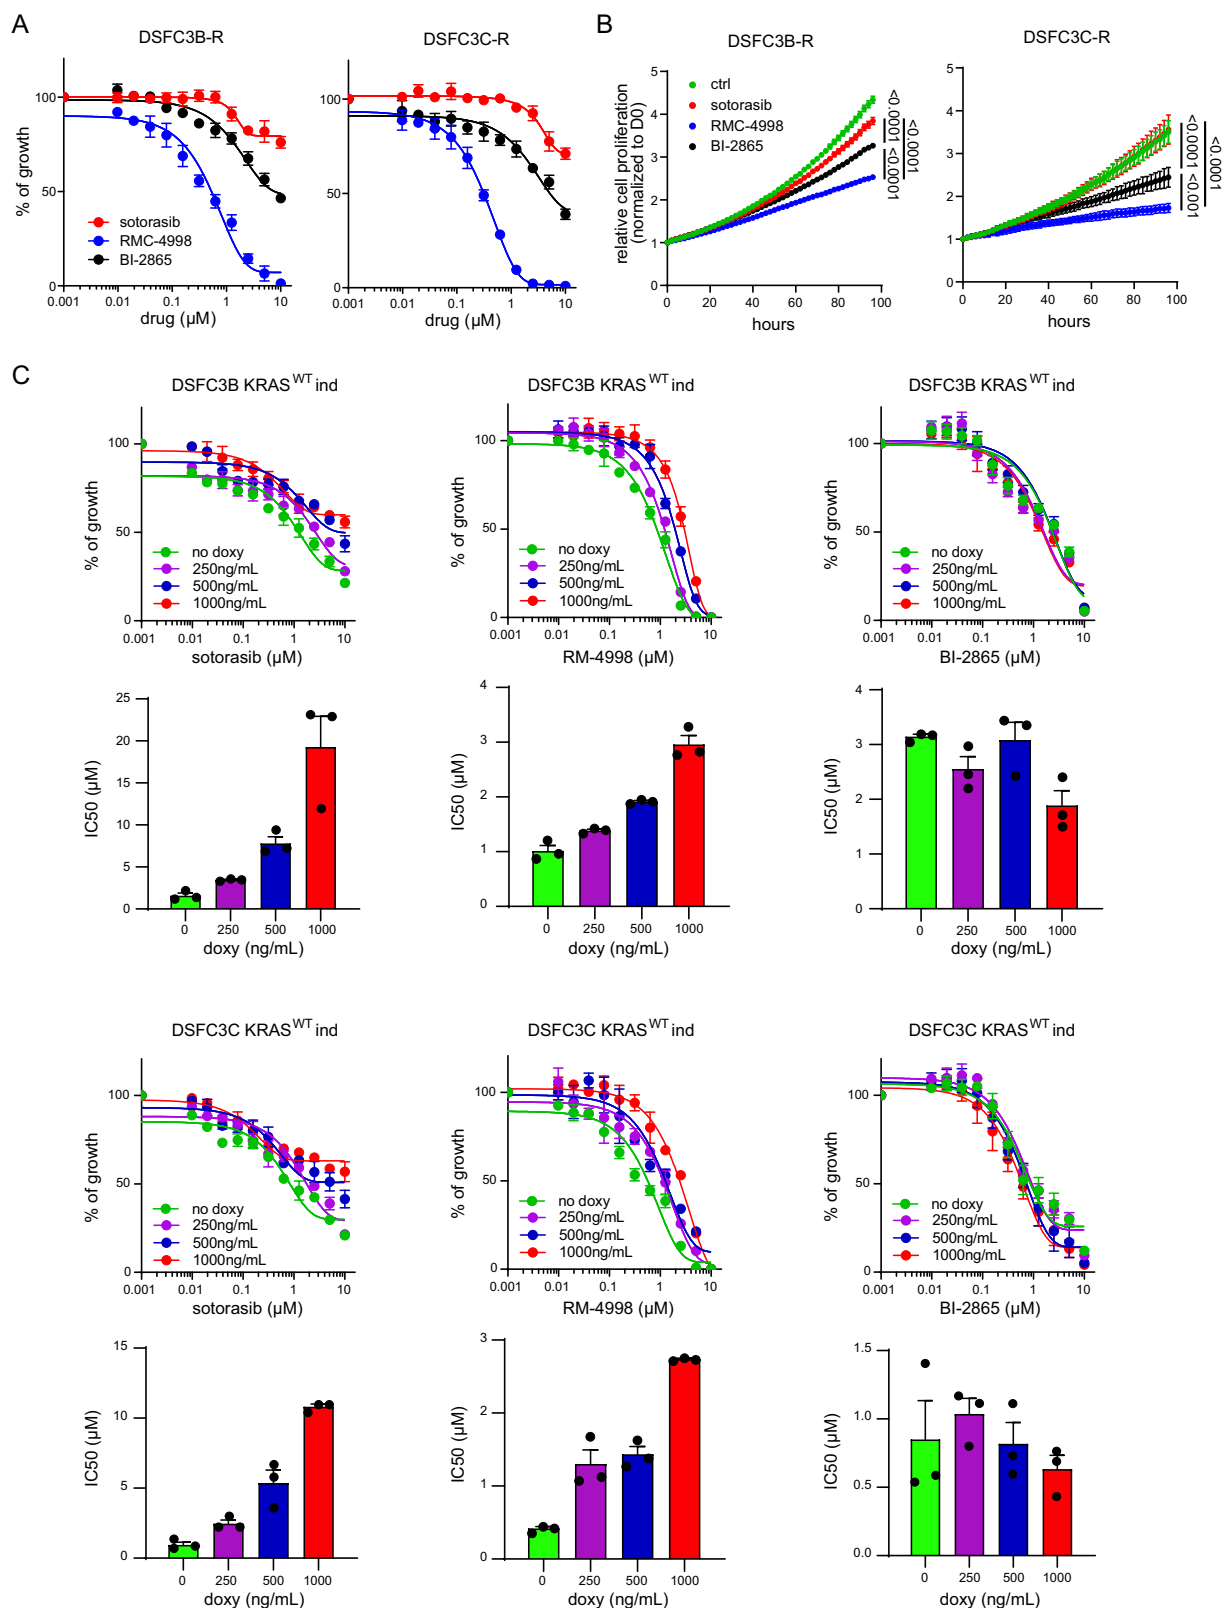 A
DSFC3B-R
DSFC3C-R
% of growth
100
50
0
sotorasib
RMC-4998
BI-2865
0.001 0.01 0.1 1 10
drug (µM)
100
50
0
0.001 0.01 0.1 1 10
drug (µM)
B
DSFC3B-R
DSFC3C-R
relative cell proliferation
(normalized to D0)
5
4
3
2
1
0
ctrl
sotorasib
RMC-4998
BI-2865
<0.0001
<0.0001
<0.0001
0 20 40 60 80 100
hours
5
4
3
2
1
0
<0.0001
<0.001
<0.0001
0 20 40 60 80 100
hours
C
DSFC3B KRAS^WT ind
% of growth
100
50
0
no doxy
250ng/mL
500ng/mL
1000ng/mL
0.001 0.01 0.1 1 10
sotorasib (µM)
DSFC3B KRAS^WT ind
% of growth
100
50
0
no doxy
250ng/mL
500ng/mL
1000ng/mL
0.001 0.01 0.1 1 10
RM-4998 (µM)
DSFC3B KRAS^WT ind
% of growth
100
50
0
no doxy
250ng/mL
500ng/mL
1000ng/mL
0.001 0.01 0.1 1 10
BI-2865 (µM)
IC50 (µM)
25
20
15
10
5
0
0 250 500 1000
doxy (ng/mL)
IC50 (µM)
4
3
2
1
0
0 250 500 1000
doxy (ng/mL)
IC50 (µM)
4
3
2
1
0
0 250 500 1000
doxy (ng/mL)
DSFC3C KRAS^WT ind
% of growth
100
50
0
no doxy
250ng/mL
500ng/mL
1000ng/mL
0.001 0.01 0.1 1 10
sotorasib (µM)
DSFC3C KRAS^WT ind
% of growth
100
50
0
no doxy
250ng/mL
500ng/mL
1000ng/mL
0.001 0.01 0.1 1 10
RM-4998 (µM)
DSFC3C KRAS^WT ind
% of growth
100
50
0
no doxy
250ng/mL
500ng/mL
1000ng/mL
0.001 0.01 0.1 1 10
BI-2865 (µM)
IC50 (µM)
15
10
5
0
0 250 500 1000
doxy (ng/mL)
IC50 (µM)
3
2
1
0
0 250 500 1000
doxy (ng/mL)
IC50 (µM)
1.5
1.0
0.5
0.0
0 250 500 1000
doxy (ng/mL)